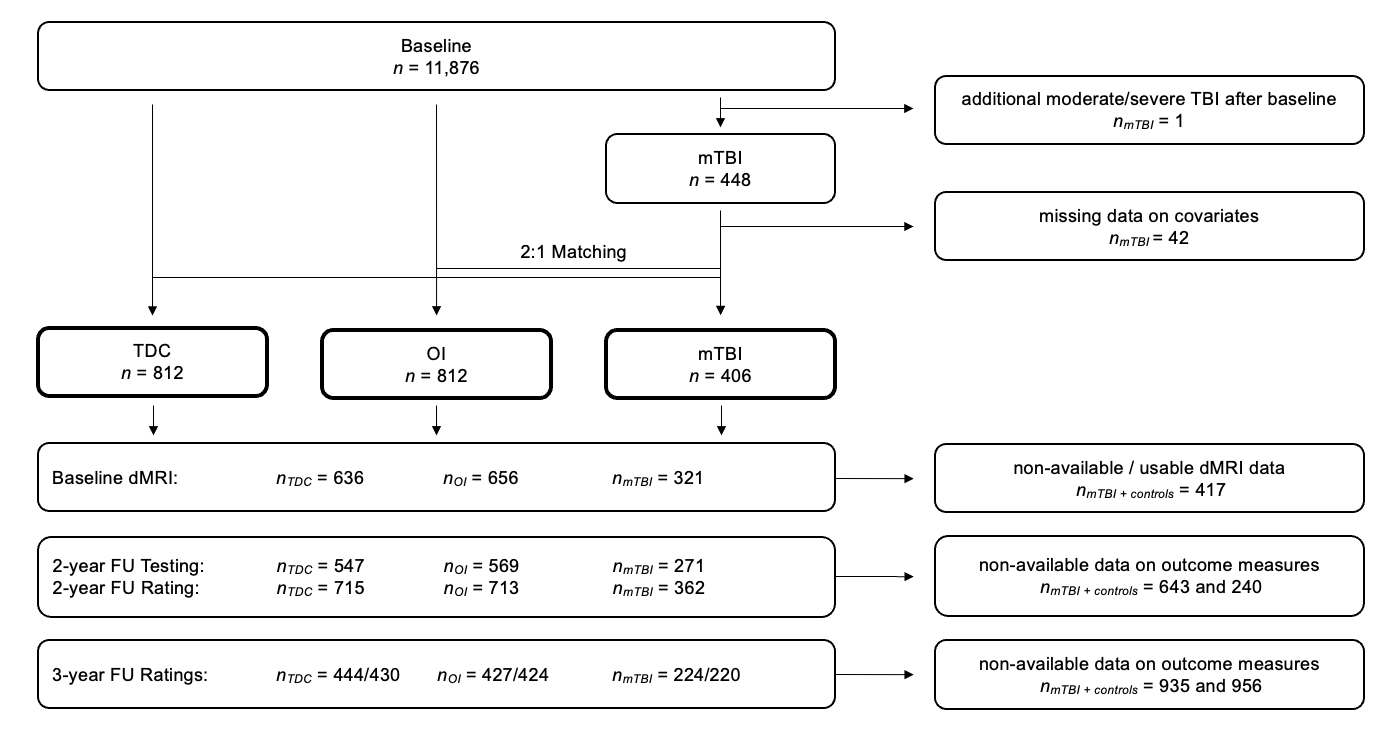 Baseline
n = 11,876
additional moderate/severe TBI after baseline
nmTBI = 1
mTBI
n = 448
missing data on covariates
nmTBI = 42
2:1 Matching
TDC
n = 812
OI
n = 812
mTBI
n = 406
Baseline dMRI: nTDC = 636 nOI = 656 nmTBI = 321
non-available / usable dMRI data
nmTBI + controls = 417
2-year FU Testing: nTDC = 547 nOI = 569 nmTBI = 271
2-year FU Rating: nTDC = 715 nOI = 713 nmTBI = 362
non-available data on outcome measures
nmTBI + controls = 643 and 240
3-year FU Ratings: nTDC = 444/430 nOI = 427/424 nmTBI = 224/220
non-available data on outcome measures
nmTBI + controls = 935 and 956